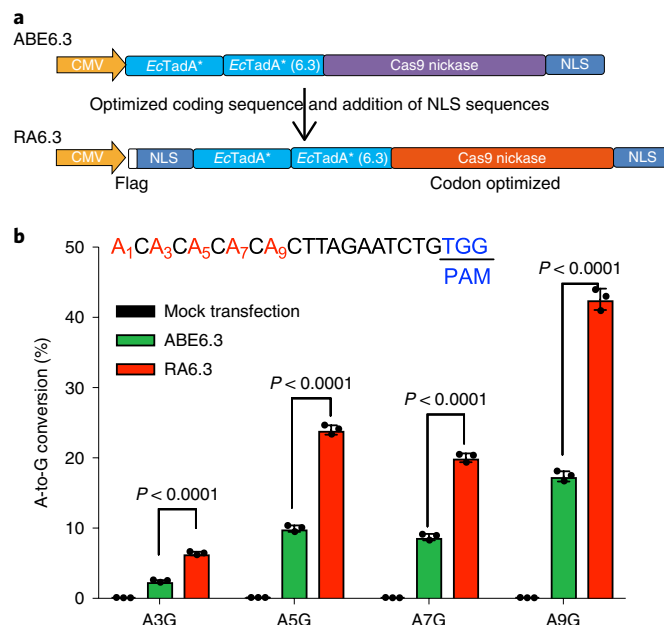 a
ABE6.3
CMV EcTadA* EcTadA* (6.3) Cas9 nickase NLS
Optimized coding sequence and addition of NLS sequences
RA6.3
CMV NLS EcTadA* EcTadA* (6.3) Cas9 nickase NLS
Flag Codon optimized
b
A1CA3CA5CA7CA9CTTAGAATCTGTGG
PAM
Mock transfection
ABE6.3
RA6.3
P < 0.0001
P < 0.0001
P < 0.0001
P < 0.0001
A-to-G conversion (%)
50
40
30
20
10
0
A3G A5G A7G A9G